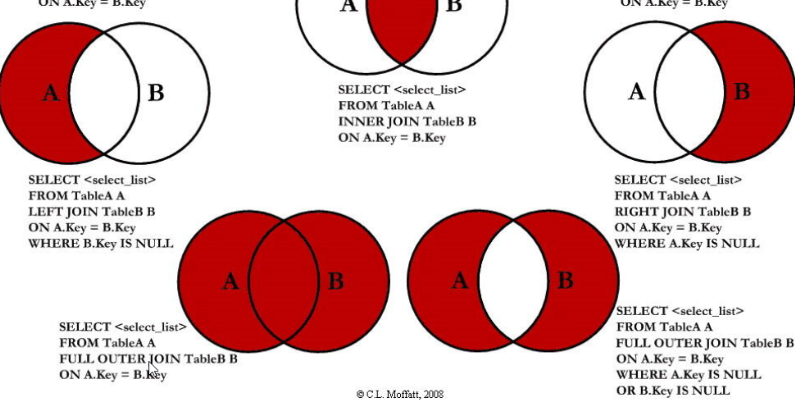 ON A.Key = B.Key
ON A.Key = B.Key
A B
SELECT <select_list>
FROM TableA A
INNER JOIN TableB B
ON A.Key = B.Key
A B
SELECT <select_list>
FROM TableA A
LEFT JOIN TableB B
ON A.Key = B.Key
WHERE B.Key IS NULL
A B
SELECT <select_list>
FROM TableA A
RIGHT JOIN TableB B
ON A.Key = B.Key
WHERE A.Key IS NULL
A B
SELECT <select_list>
FROM TableA A
FULL OUTER JOIN TableB B
ON A.Key = B.Key
A B
SELECT <select_list>
FROM TableA A
FULL OUTER JOIN TableB B
ON A.Key = B.Key
WHERE A.Key IS NULL
OR B.Key IS NULL
© C.L. Moffatt, 2008